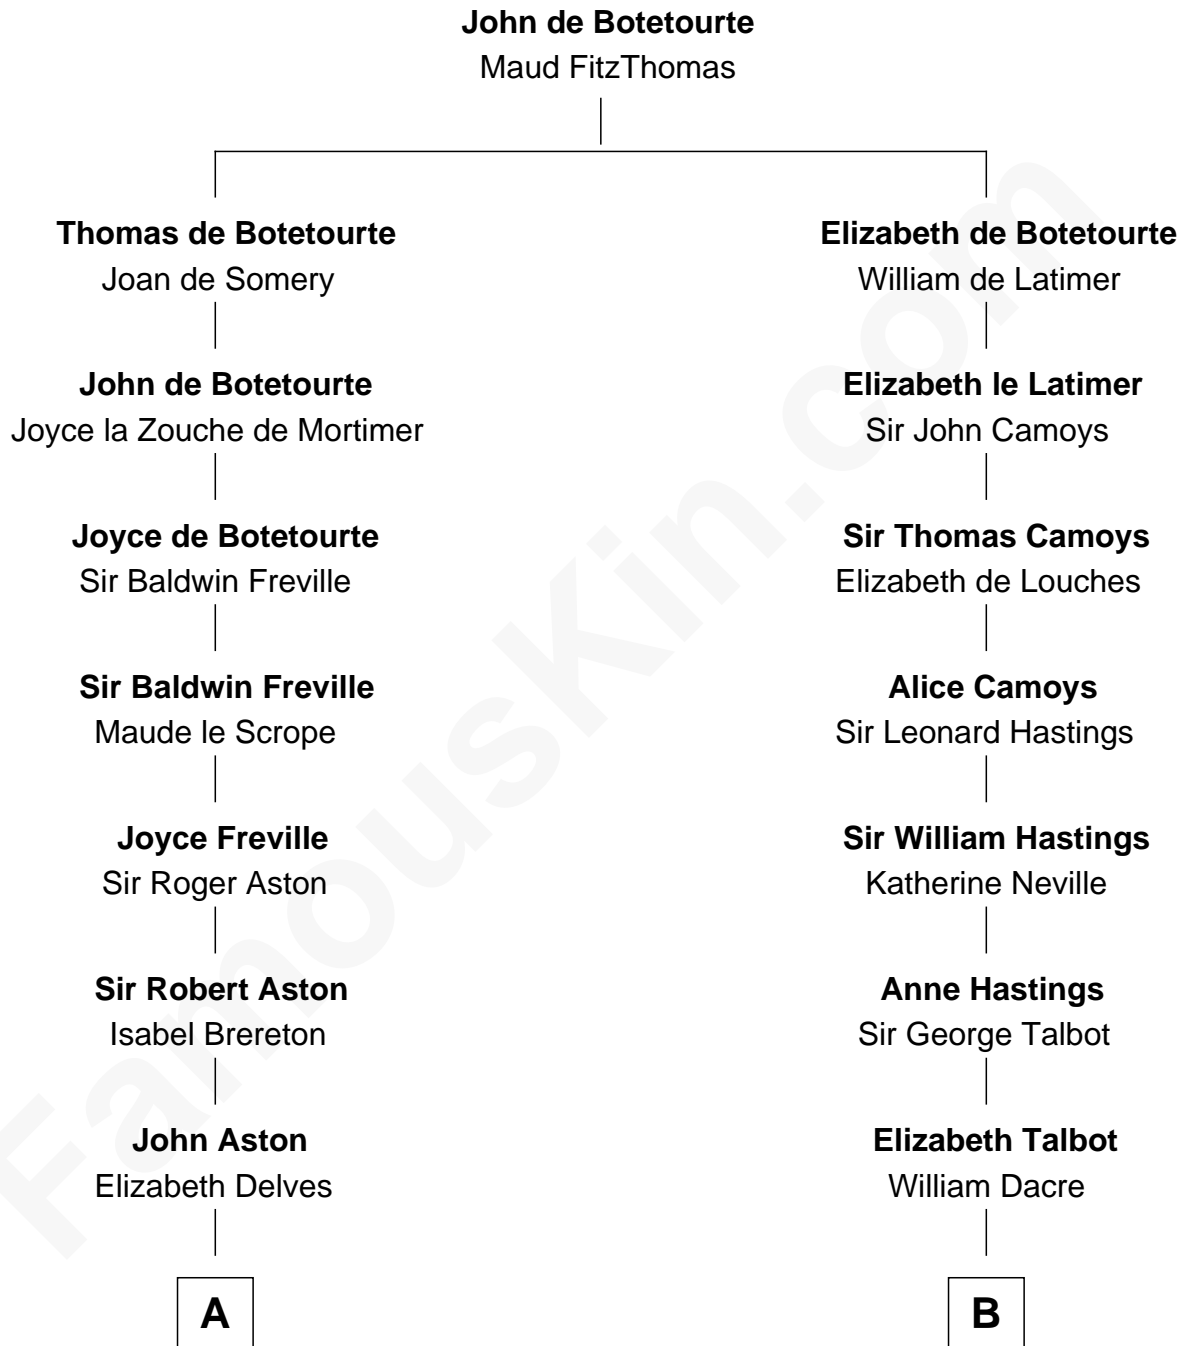 John de Botetourte
Maud FitzThomas
Thomas de Botetourte
Joan de Somery
John de Botetourte
Joyce la Zouche de Mortimer
Joyce de Botetourte
Sir Baldwin Freville
Sir Baldwin Freville
Maude le Scrope
Joyce Freville
Sir Roger Aston
Sir Robert Aston
Isabel Brereton
John Aston
Elizabeth Delves
A
Elizabeth de Botetourte
William de Latimer
Elizabeth le Latimer
Sir John Camoys
Sir Thomas Camoys
Elizabeth de Louches
Alice Camoys
Sir Leonard Hastings
Sir William Hastings
Katherine Neville
Anne Hastings
Sir George Talbot
Elizabeth Talbot
William Dacre
B
FamousKin.com